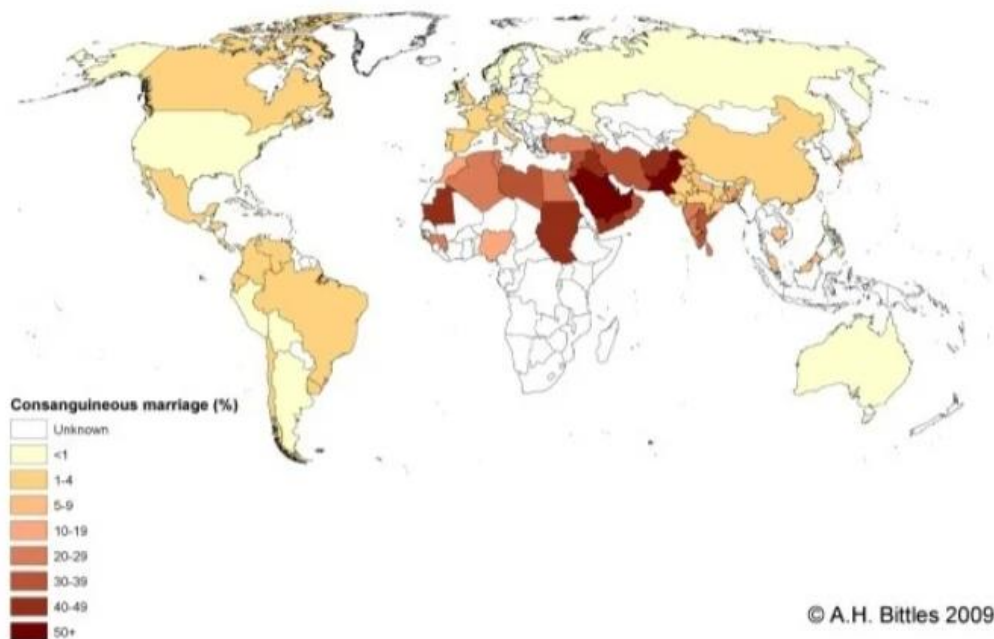 Consanguineous marriage (%)
Unknown
<1
1-4
5-9
10-19
20-29
30-39
40-49
50+
© A.H. Bittles 2009